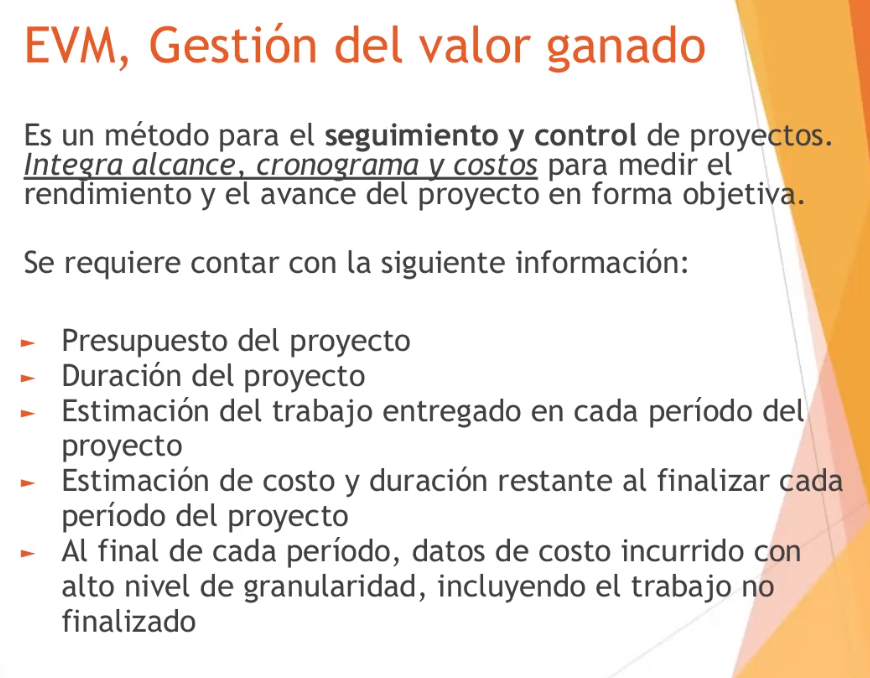 EVM, Gestión del valor ganado
Es un método para el seguimiento y control de proyectos.
Integra alcance, cronograma y costos para medir el
rendimiento y el avance del proyecto en forma objetiva.
Se requiere contar con la siguiente información:
► Presupuesto del proyecto
► Duración del proyecto
► Estimación del trabajo entregado en cada período del
proyecto
► Estimación de costo y duración restante al finalizar cada
período del proyecto
► Al final de cada período, datos de costo incurrido con
alto nivel de granularidad, incluyendo el trabajo no
finalizado